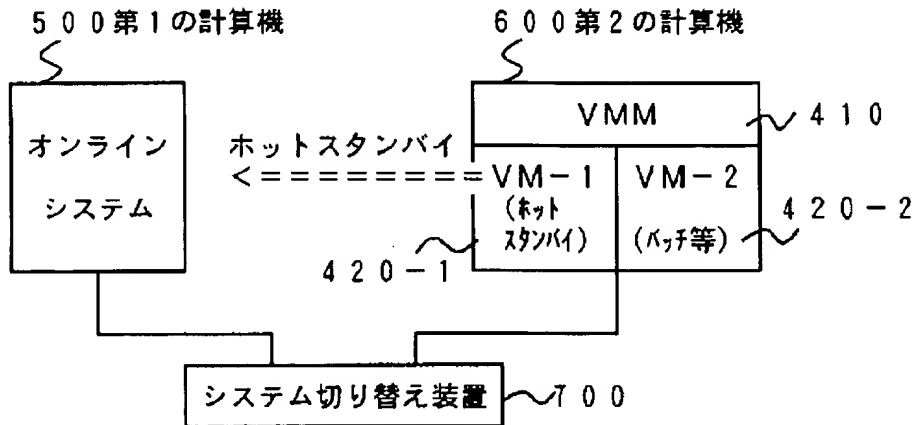 ５００第１の計算機
６００第２の計算機
オンライン
システム
ホットスタンバイ
<========
VMM
４１０
VM-1
(ホット
スタンバイ)
VM-2
(バッチ等)
４２０-２
４２０-１
システム切り替え装置
７００